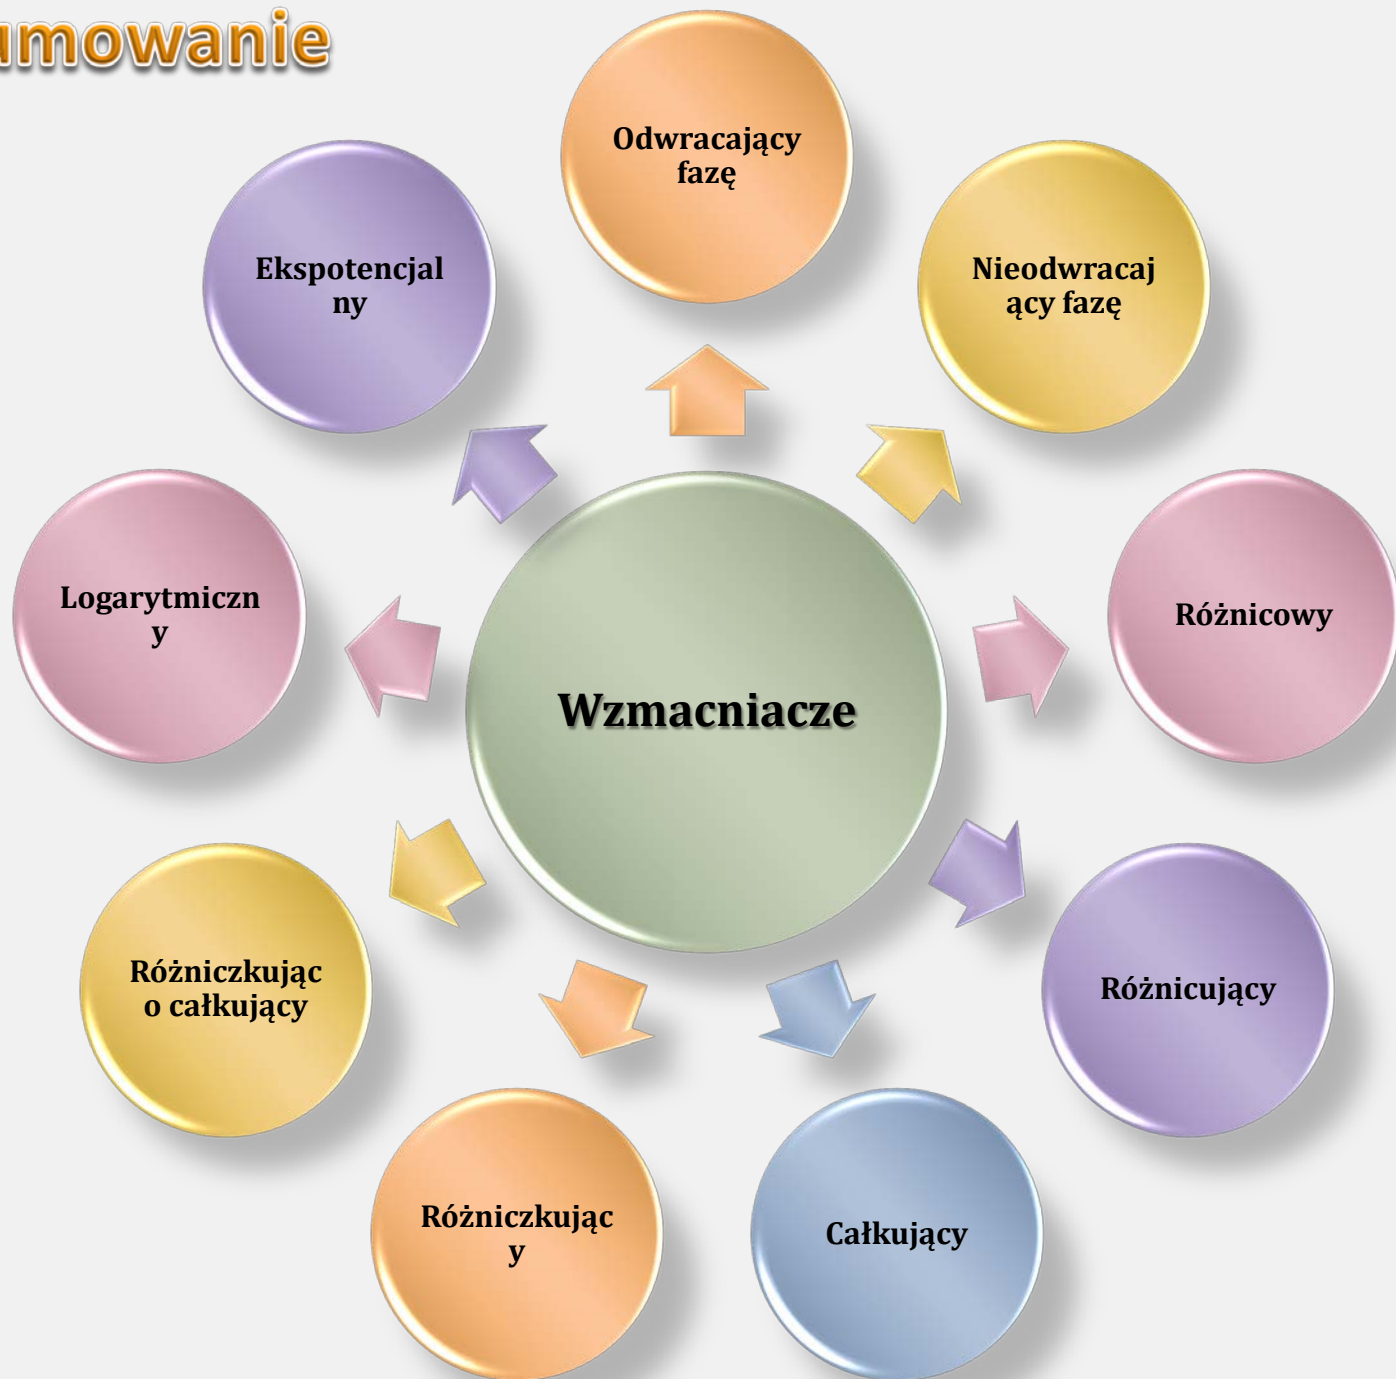 umowanie
Odwracający
fazę
Nieodwracaj
ący fazę
Różnicowy
Różnicujący
Całkujący
Różniczkując
y
Różniczkując
o całkujący
Logarytmiczn
y
Ekspotencjal
ny
Wzmacniacze